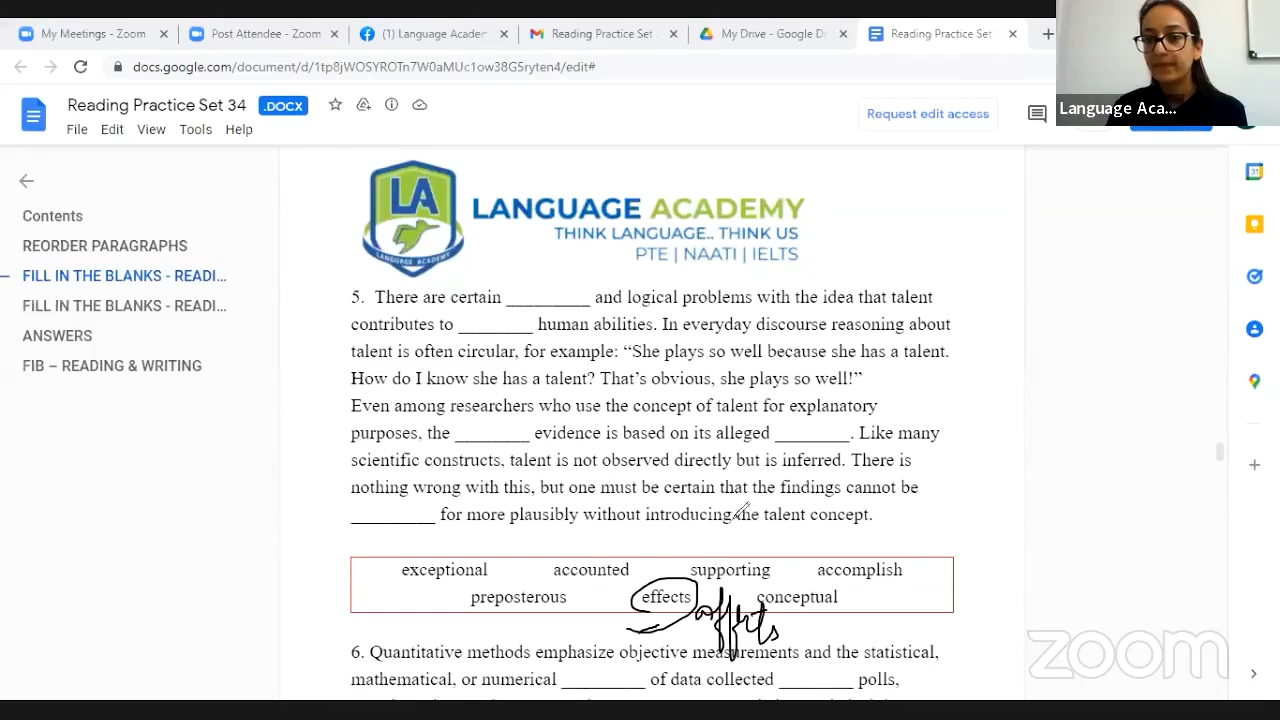 My Meetings - Zoom
Post Attendee - Zoom
(1) Language Academ
Reading Practice Set
My Drive - Google D
Reading Practice Set
docs.google.com/document/d/1tp8jWOSYROTn7W0aMUc1ow38G5ryten4/edit#
Reading Practice Set 34 .DOCX
File Edit View Tools Help
Request edit access
Language Aca...
Contents
REORDER PARAGRAPHS
FILL IN THE BLANKS - READI...
FILL IN THE BLANKS - READI...
ANSWERS
FIB – READING & WRITING
LA
LANGUAGE ACADEMY
LANGUAGE ACADEMY
THINK LANGUAGE.. THINK US
PTE | NAATI | IELTS
5. There are certain _________ and logical problems with the idea that talent
contributes to ________ human abilities. In everyday discourse reasoning about
talent is often circular, for example: “She plays so well because she has a talent.
How do I know she has a talent? That’s obvious, she plays so well!”
Even among researchers who use the concept of talent for explanatory
purposes, the ________ evidence is based on its alleged ________. Like many
scientific constructs, talent is not observed directly but is inferred. There is
nothing wrong with this, but one must be certain that the findings cannot be
_________ for more plausibly without introducing the talent concept.
exceptional accounted supporting accomplish
preposterous effects conceptual
affects
6. Quantitative methods emphasize objective measurements and the statistical,
mathematical, or numerical _________ of data collected ________ polls,
zoom
31